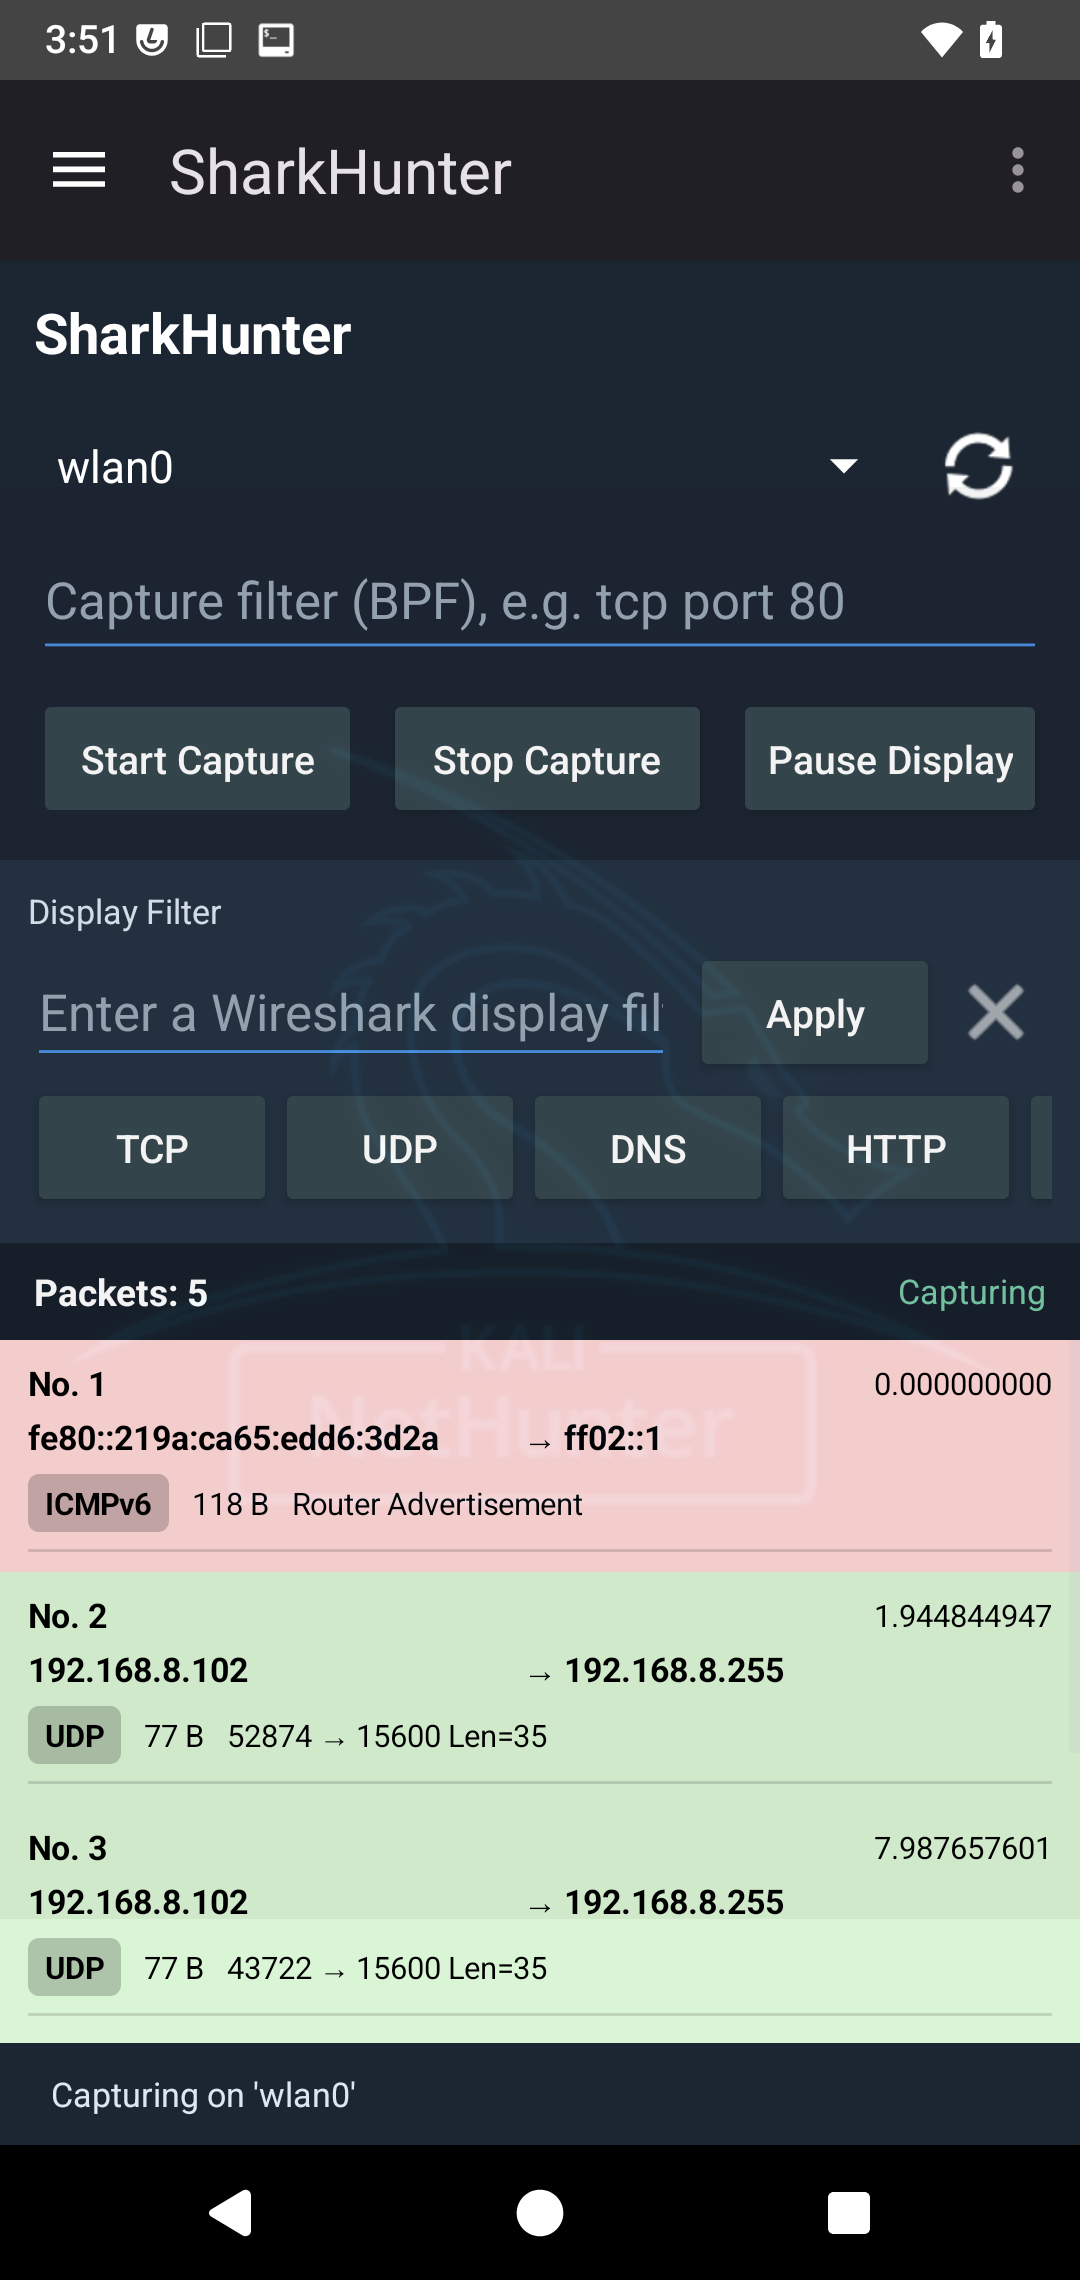 3:51
SharkHunter
SharkHunter
wlan0
Capture filter (BPF), e.g. tcp port 80
Start Capture Stop Capture Pause Display
Display Filter
Enter a Wireshark display fil
Apply
TCP UDP DNS HTTP
Packets: 5 Capturing
KALI
NetHunter
No. 1 0.000000000
fe80::219a:ca65:edd6:3d2a → ff02::1
ICMPv6 118 B Router Advertisement
No. 2 1.944844947
192.168.8.102 → 192.168.8.255
UDP 77 B 52874 → 15600 Len=35
No. 3 7.987657601
192.168.8.102 → 192.168.8.255
UDP 77 B 43722 → 15600 Len=35
Capturing on 'wlan0'